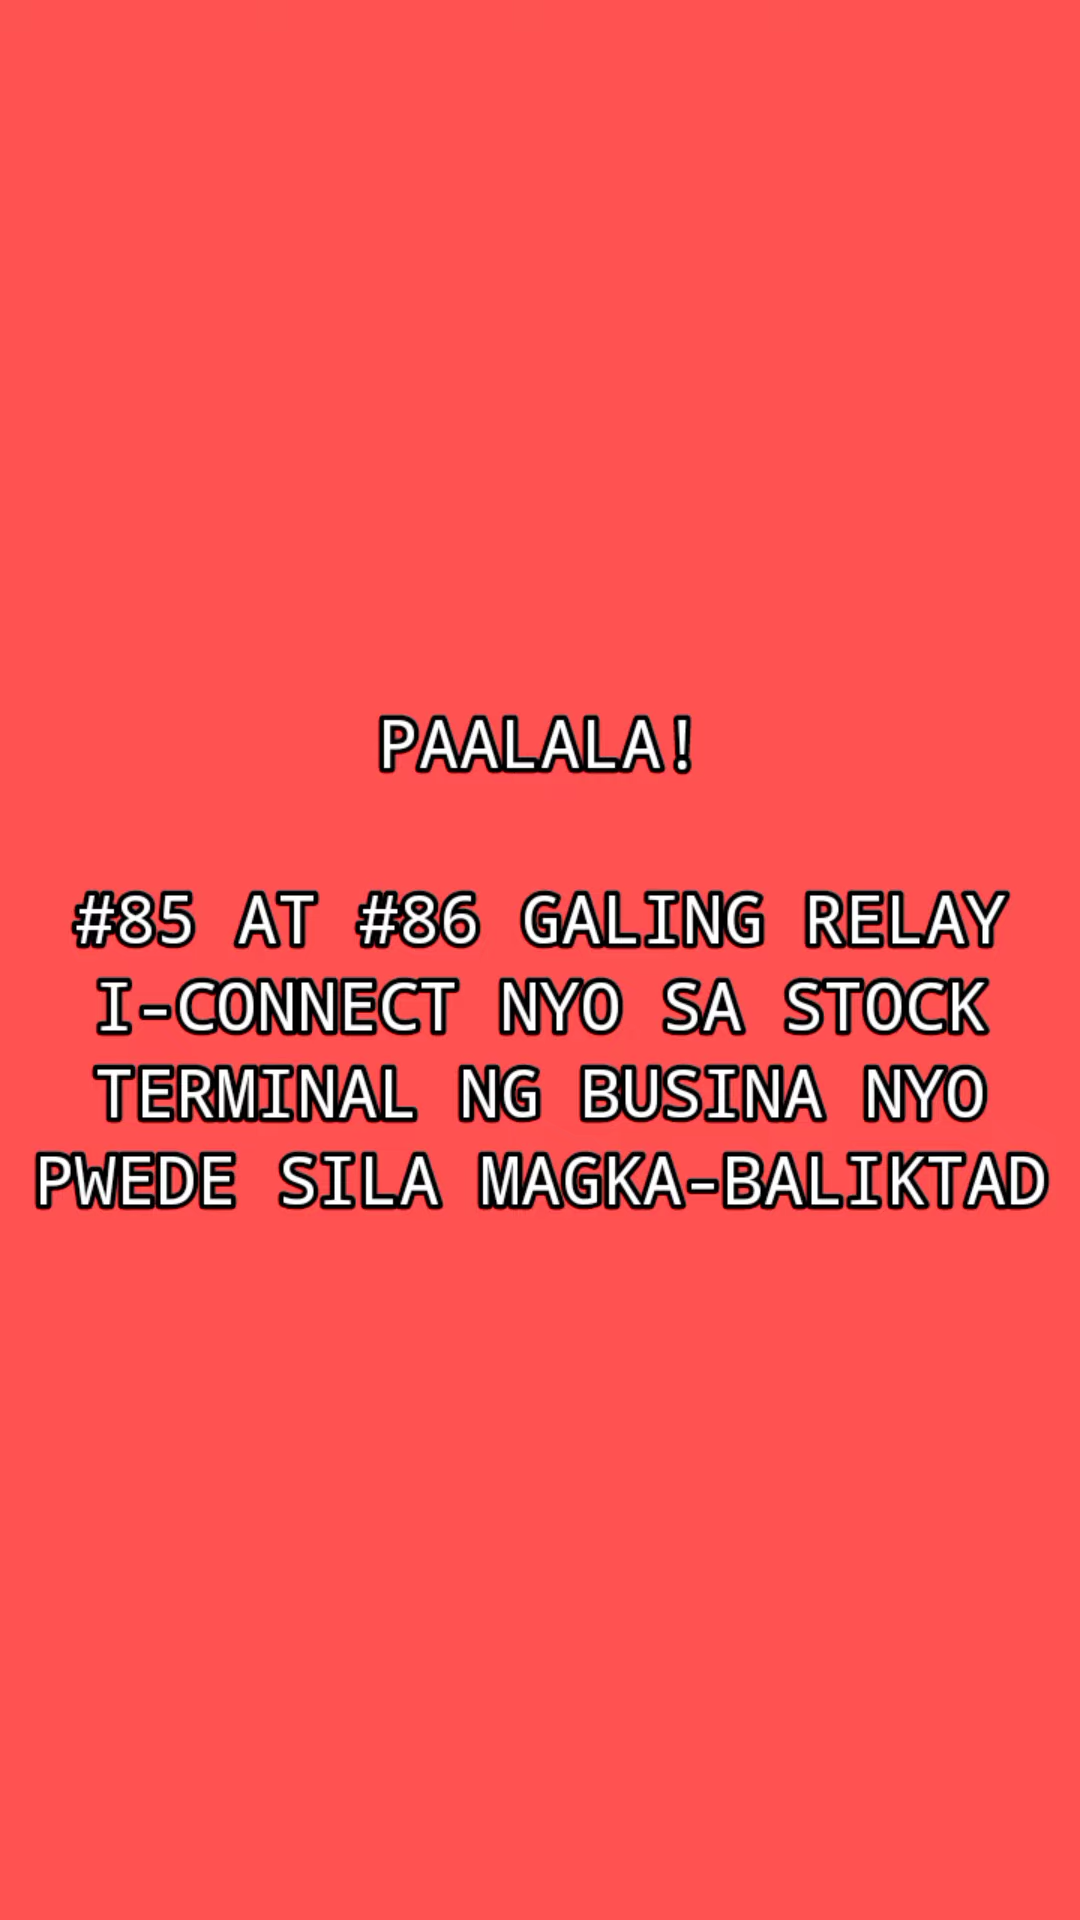 PAALALA!
#85 AT #86 GALING RELAY
I-CONNECT NYO SA STOCK
TERMINAL NG BUSINA NYO
PWEDE SILA MAGKA-BALIKTAD